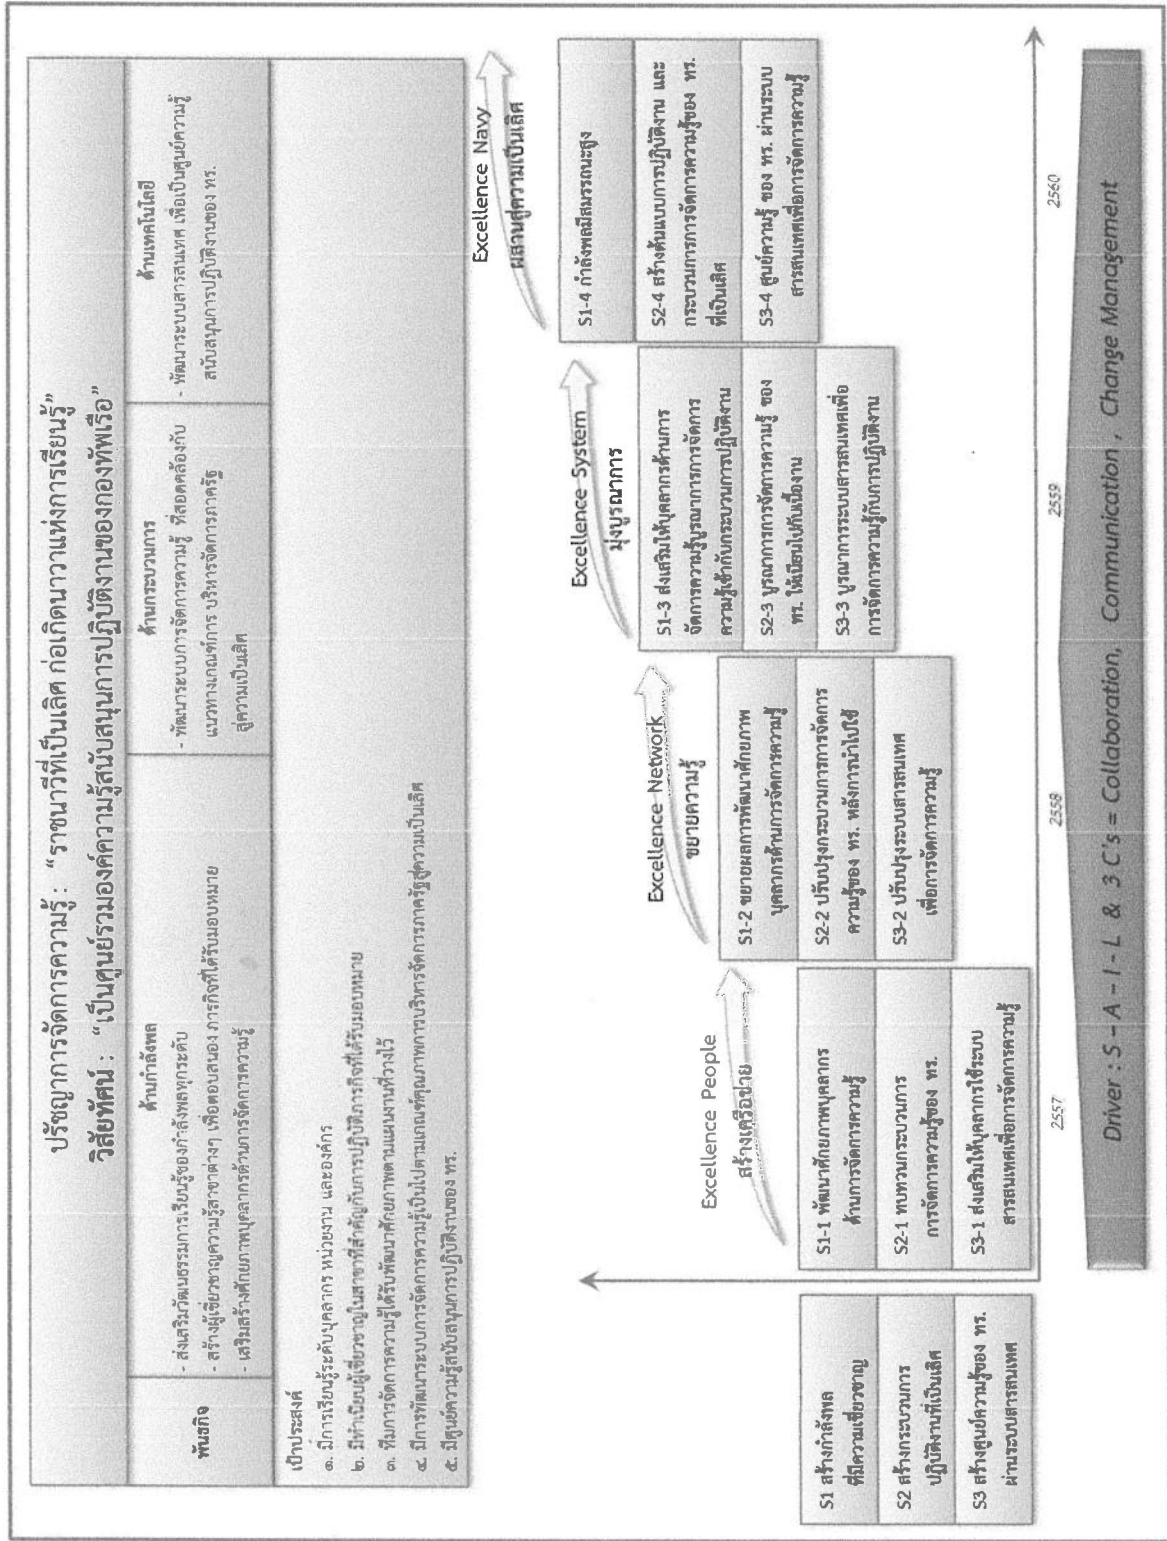 ปรัชญาการจัดการความรู้ : “ราชนาวีที่เป็นเลิศ ก่อเกิดนาวาแห่งการเรียนรู้”
วิสัยทัศน์ : “เป็นศูนย์รวมองค์ความรู้สนับสนุนการปฏิบัติงานของกองทัพเรือ”
พันธกิจ
ด้านกำลังพล
- ส่งเสริมวัฒนธรรมการเรียนรู้ของกำลังพลทุกระดับ
- สร้างผู้เชี่ยวชาญความรู้สาขาต่างๆ เพื่อตอบสนอง ภารกิจที่ได้รับมอบหมาย
- เสริมสร้างศักยภาพบุคลากรด้านการจัดการความรู้
ด้านกระบวนการ
- พัฒนาระบบการจัดการความรู้ ที่สอดคล้องกับ
แนวทางเกณฑ์การ บริหารจัดการภาครัฐ
สู่ความเป็นเลิศ
ด้านเทคโนโลยี
- พัฒนาระบบสารสนเทศ เพื่อเป็นศูนย์ความรู้
สนับสนุนการปฏิบัติงานของ ทร.
เป้าประสงค์
๑. มีการเรียนรู้ระดับบุคลากร หน่วยงาน และองค์กร
๒. มีทำเนียบผู้เชี่ยวชาญในสาขาที่สำคัญกับการปฏิบัติภารกิจที่ได้รับมอบหมาย
๓. ทีมการจัดการความรู้ได้รับพัฒนาศักยภาพตามแผนงานที่วางไว้
๔. มีการพัฒนาระบบการจัดการความรู้เป็นไปตามเกณฑ์คุณภาพการบริหารจัดการภาครัฐสู่ความเป็นเลิศ
๕. มีศูนย์ความรู้สนับสนุนการปฏิบัติงานของ ทร.
Excellence People
สร้างเครือข่าย
Excellence Network
ขยายความรู้
Excellence System
มุ่งบูรณาการ
Excellence Navy
ผสานสู่ความเป็นเลิศ
S1 สร้างกำลังพล
ที่มีความเชี่ยวชาญ
S2 สร้างกระบวนการ
ปฏิบัติงานที่เป็นเลิศ
S3 สร้างศูนย์ความรู้ของ ทร.
ผ่านระบบสารสนเทศ
S1-1 พัฒนาศักยภาพบุคลากร
ด้านการจัดการความรู้
S2-1 ทบทวนกระบวนการ
การจัดการความรู้ของ ทร.
S3-1 ส่งเสริมให้บุคลากรใช้ระบบ
สารสนเทศเพื่อการจัดการความรู้
S1-2 ขยายผลการพัฒนาศักยภาพ
บุคลากรด้านการจัดการความรู้
S2-2 ปรับปรุงกระบวนการการจัดการ
ความรู้ของ ทร. หลังการนำไปใช้
S3-2 ปรับปรุงระบบสารสนเทศ
เพื่อการจัดการความรู้
S1-3 ส่งเสริมให้บุคลากรด้านการ
จัดการความรู้บูรณาการการจัดการ
ความรู้เข้ากับกระบวนการปฏิบัติงาน
S2-3 บูรณาการการจัดการความรู้ ของ
ทร. ให้เนียนไปกับเนื้องาน
S3-3 บูรณาการระบบสารสนเทศเพื่อ
การจัดการความรู้กับการปฏิบัติงาน
S1-4 กำลังพลมีสมรรถนะสูง
S2-4 สร้างต้นแบบการปฏิบัติงาน และ
กระบวนการการจัดการความรู้ของ ทร.
ที่เป็นเลิศ
S3-4 ศูนย์ความรู้ ของ ทร. ผ่านระบบ
สารสนเทศเพื่อการจัดการความรู้
2557
2558
2559
2560
Driver : S - A - I - L & 3 C's = Collaboration, Communication , Change Management